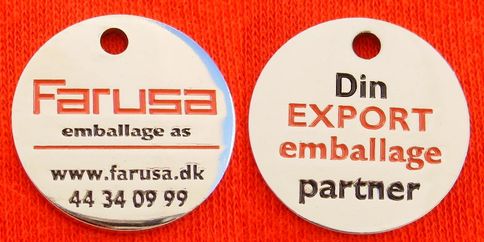 Farusa
emballage as
www.farusa.dk
44 34 09 99
Din
EXPORT
emballage
partner